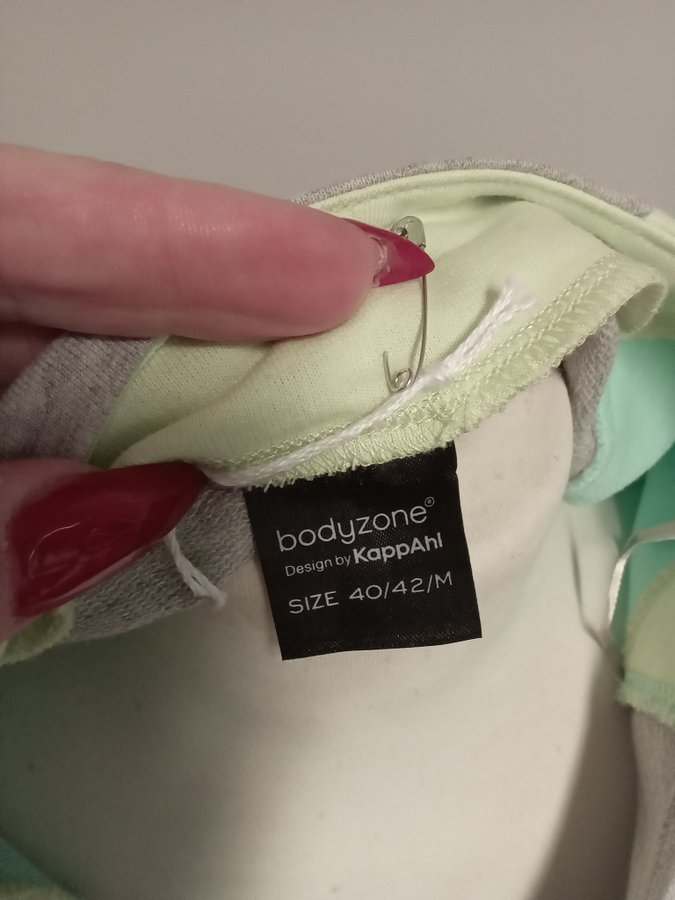 bodyzone®
Design by KappAhl
SIZE 40/42/M